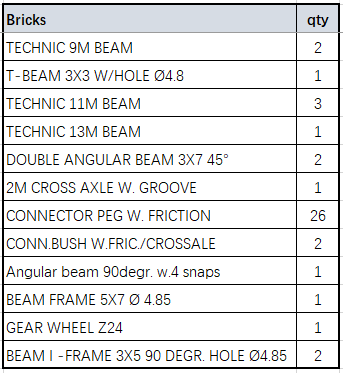 Bricks qty
TECHNIC 9M BEAM 2
T-BEAM 3X3 W/HOLE Ø4.8 1
TECHNIC 11M BEAM 3
TECHNIC 13M BEAM 1
DOUBLE ANGULAR BEAM 3X7 45° 2
2M CROSS AXLE W. GROOVE 1
CONNECTOR PEG W. FRICTION 26
CONN.BUSH W.FRIC./CROSSALE 2
Angular beam 90degr. w.4 snaps 1
BEAM FRAME 5X7 Ø 4.85 1
GEAR WHEEL Z24 1
BEAM I -FRAME 3X5 90 DEGR. HOLE Ø4.85 2